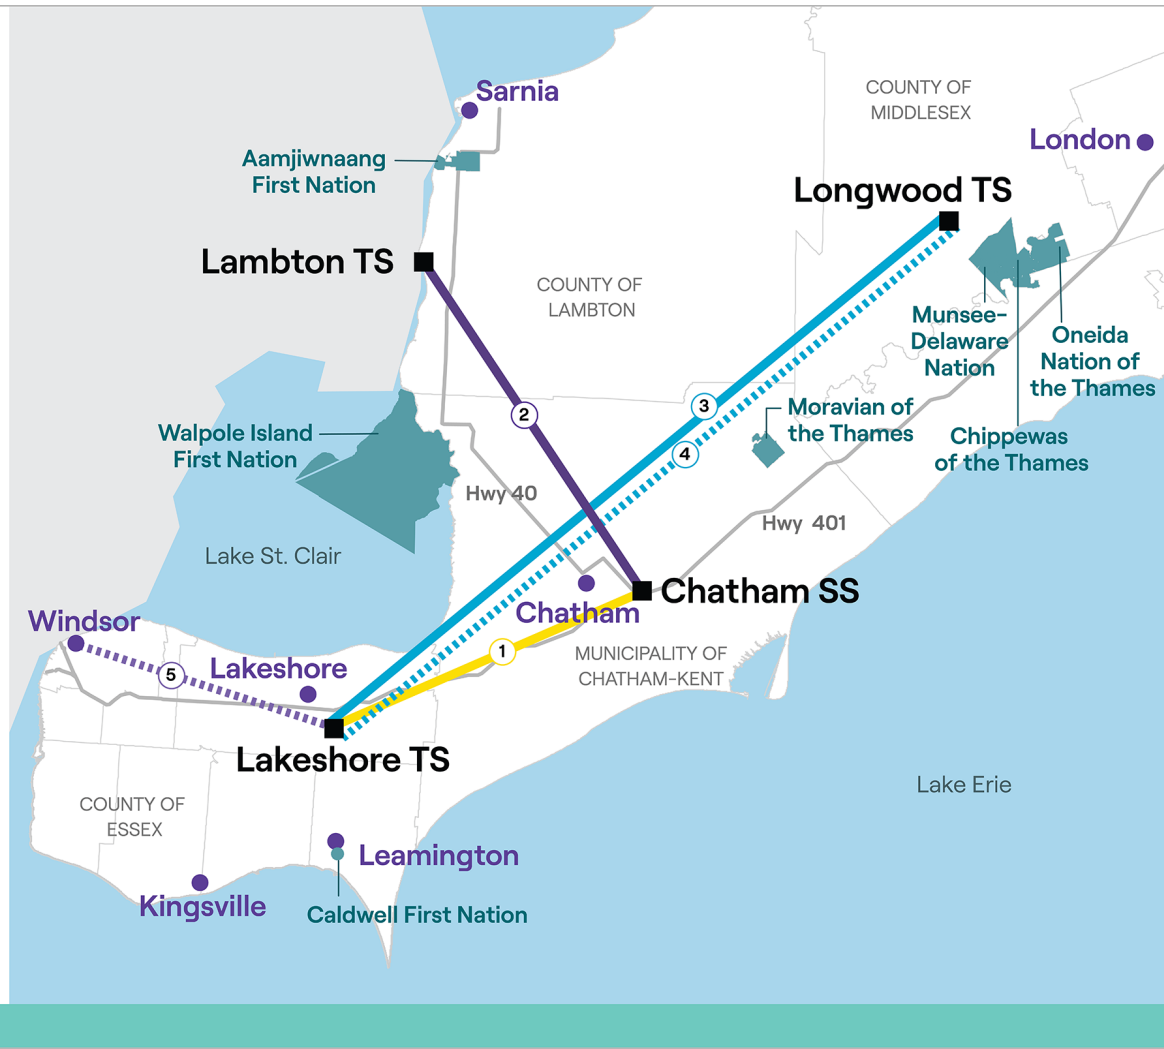 Sarnia
COUNTY OF
MIDDLESEX
London
Aamjiwnaang
First Nation
Longwood TS
Lambton TS
COUNTY OF
LAMBTON
Munsee-
Delaware
Nation
Oneida
Nation of
the Thames
2
3
Moravian of
the Thames
Walpole Island
First Nation
4
Chippewas
of the Thames
Hwy 40
Hwy 401
Lake St. Clair
Chatham SS
Chatham
Windsor
1
MUNICIPALITY OF
CHATHAM-KENT
5
Lakeshore
Lakeshore TS
Lake Erie
COUNTY OF
ESSEX
Leamington
Kingsville
Caldwell First Nation